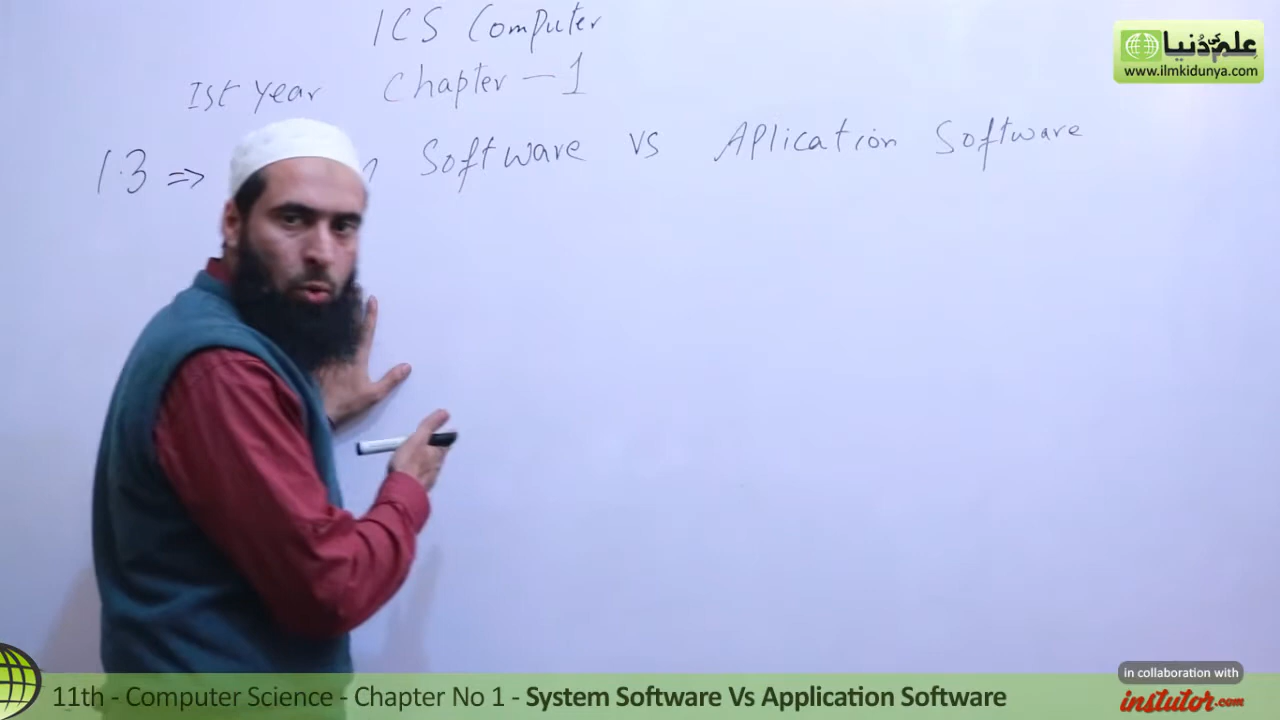 ICS Computer
1st Year Chapter - 1
1.3 => Software vs Aplication Software
علم کی دُنیا
www.ilmkidunya.com
11th - Computer Science - Chapter No 1 - System Software Vs Application Software
in collaboration with
instutor.com